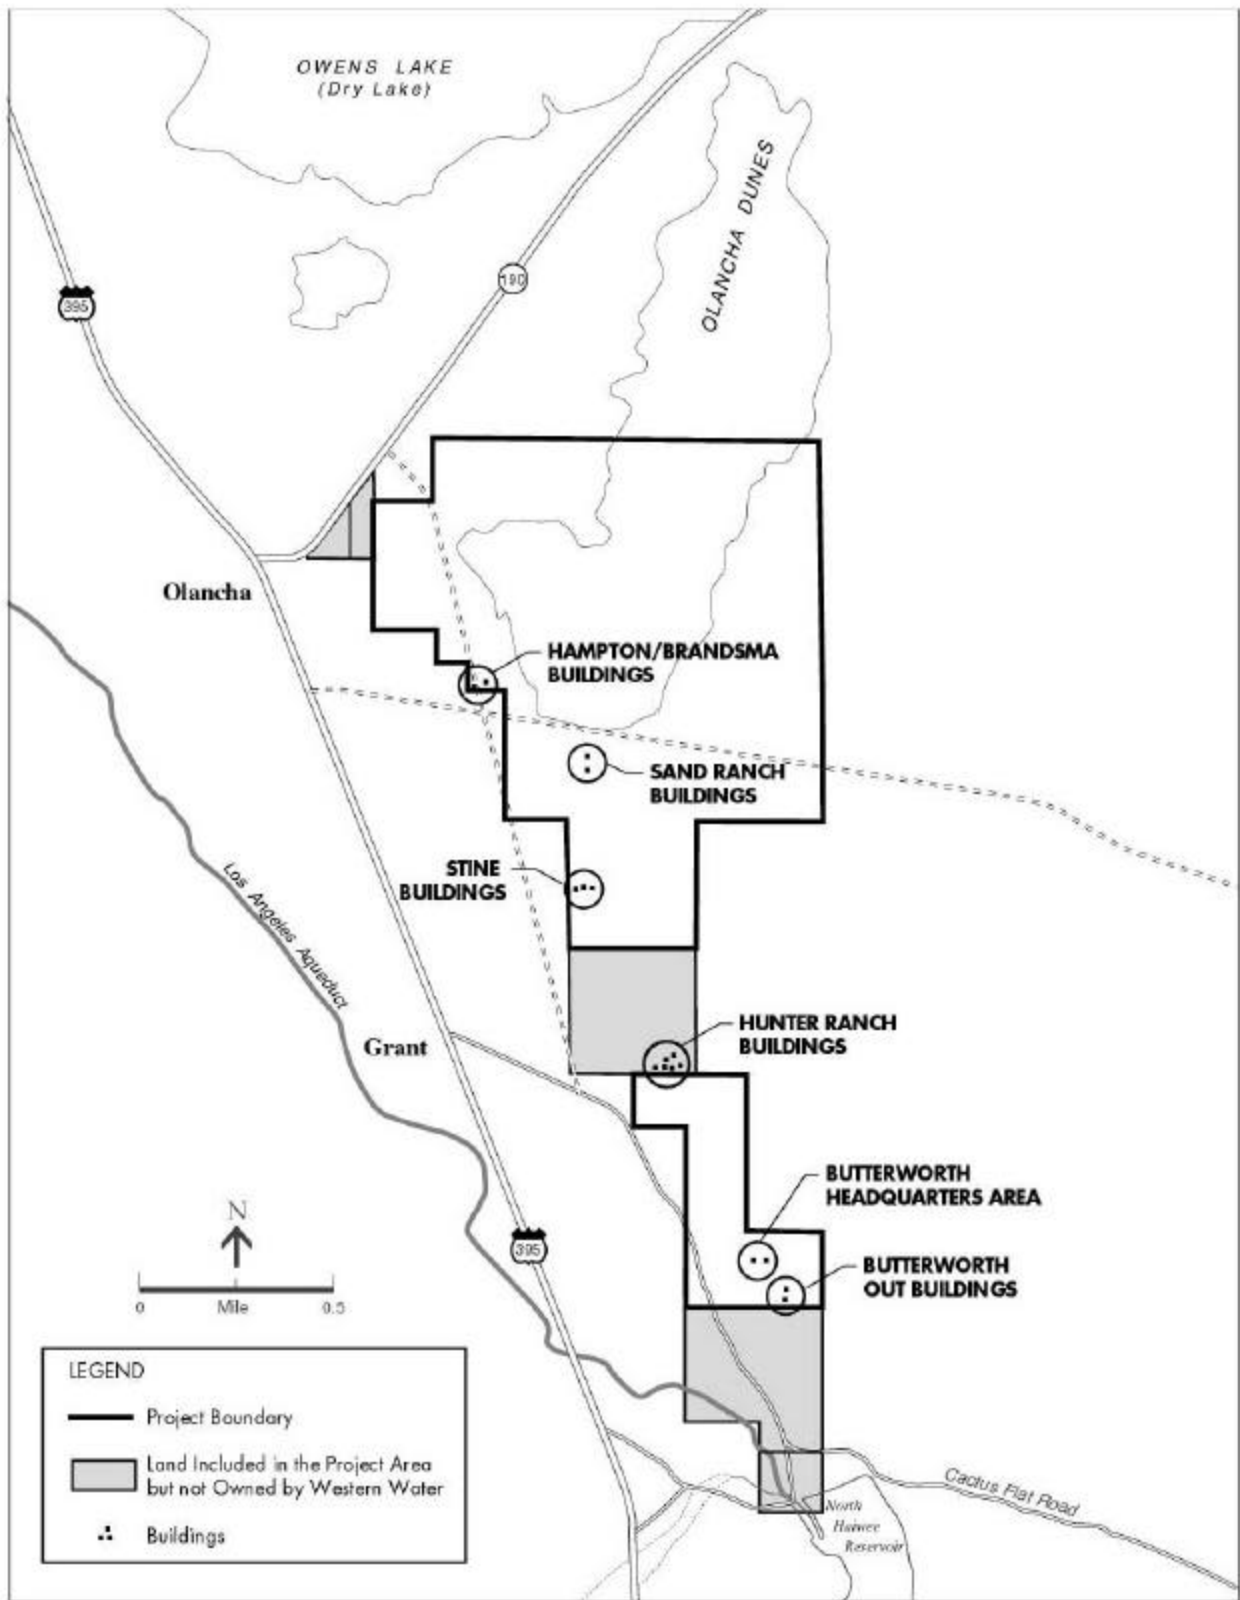 OWENS LAKE
(Dry Lake)
OLANCHA DUNES
190
395
Olancha
HAMPTON/BRANDSMA
BUILDINGS
SAND RANCH
BUILDINGS
STINE
BUILDINGS
Los Angeles Aqueduct
Grant
HUNTER RANCH
BUILDINGS
BUTTERWORTH
HEADQUARTERS AREA
N
395
BUTTERWORTH
OUT BUILDINGS
0 Mile 0.5
LEGEND
Project Boundary
Land Included in the Project Area
but not Owned by Western Water
Buildings
Cactus Flat Road
North
Haiwee
Reservoir